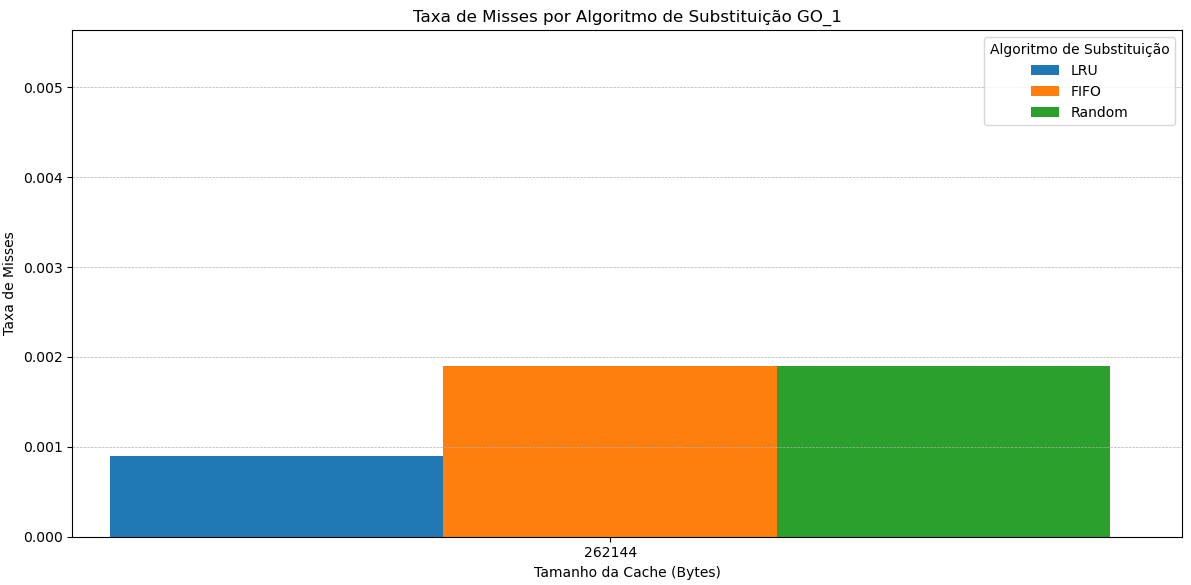 Taxa de Misses por Algoritmo de Substituição GO_1
Algoritmo de Substituição
LRU
FIFO
Random
Taxa de Misses
0.005
0.004
0.003
0.002
0.001
0.000
262144
Tamanho da Cache (Bytes)